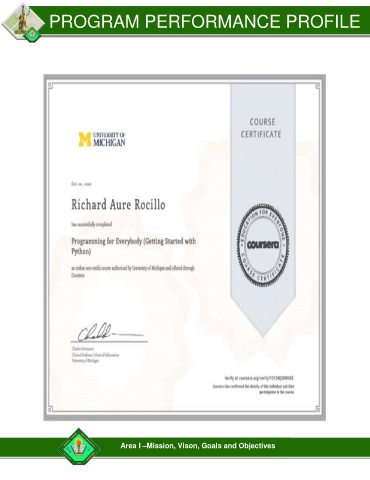 PROGRAM PERFORMANCE PROFILE
COURSE
CERTIFICATE
UNIVERSITY OF
MICHIGAN
Richard Aure Rocillo
has successfully completed
Programming for Everybody (Getting Started with
Python)
an online non-credit course authorized by University of Michigan and offered through
Coursera
EDUCATION FOR EVERYONE
coursera
COURSE CERTIFICATE
Charles Severance
Clinical Professor, School of Information
University of Michigan
Verify at coursera.org/verify/
Coursera has confirmed the identity of this individual and their
participation in the course.
Area I –Mission, Vison, Goals and Objectives